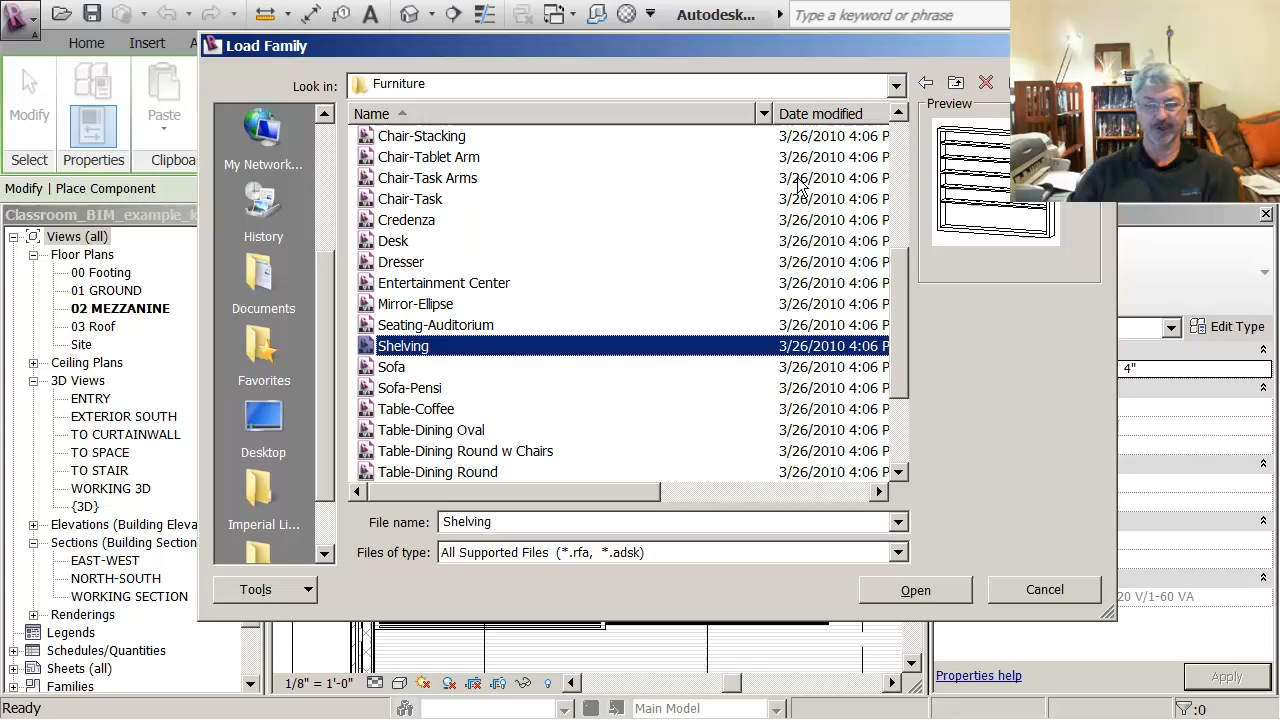 Autodesk...
Type a keyword or phrase
Home
Insert
A
Load Family
Look in:
Furniture
Modify
Paste
Select
Properties
Clipboa
Modify | Place Component
Classroom_BIM_example_k
Views (all)
Floor Plans
00 Footing
01 GROUND
02 MEZZANINE
03 Roof
Site
Ceiling Plans
3D Views
ENTRY
EXTERIOR SOUTH
TO CURTAINWALL
TO SPACE
TO STAIR
WORKING 3D
{3D}
Elevations (Building Eleva
Sections (Building Section
EAST-WEST
NORTH-SOUTH
WORKING SECTION
Renderings
Legends
Schedules/Quantities
Sheets (all)
Families
My Network...
History
Documents
Favorites
Desktop
Imperial Li...
Name
Date modified
Chair-Stacking 3/26/2010 4:06 P
Chair-Tablet Arm 3/26/2010 4:06 P
Chair-Task Arms 3/26/2010 4:06 P
Chair-Task 3/26/2010 4:06 P
Credenza 3/26/2010 4:06 P
Desk 3/26/2010 4:06 P
Dresser 3/26/2010 4:06 P
Entertainment Center 3/26/2010 4:06 P
Mirror-Ellipse 3/26/2010 4:06 P
Seating-Auditorium 3/26/2010 4:06 P
Shelving 3/26/2010 4:06 P
Sofa 3/26/2010 4:06 P
Sofa-Pensi 3/26/2010 4:06 P
Table-Coffee 3/26/2010 4:06 P
Table-Dining Oval 3/26/2010 4:06 P
Table-Dining Round w Chairs 3/26/2010 4:06 P
Table-Dining Round 3/26/2010 4:06 P
File name:
Shelving
Files of type:
All Supported Files (*.rfa, *.adsk)
Tools
Open
Cancel
Preview
Edit Type
4"
20 V/1-60 VA
Properties help
Apply
1/8" = 1'-0"
Ready
Main Model
:0